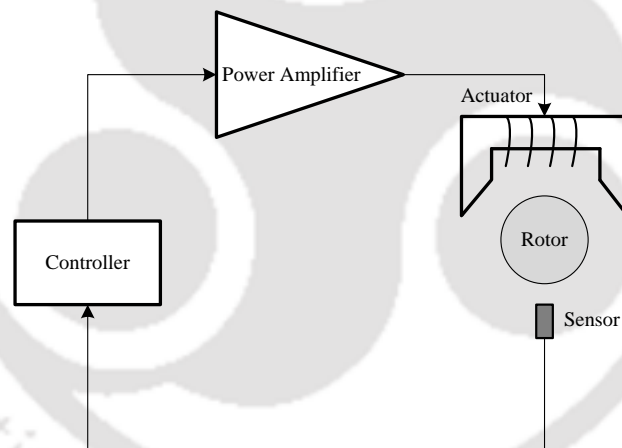 Power Amplifier
Actuator
Rotor
Controller
Sensor